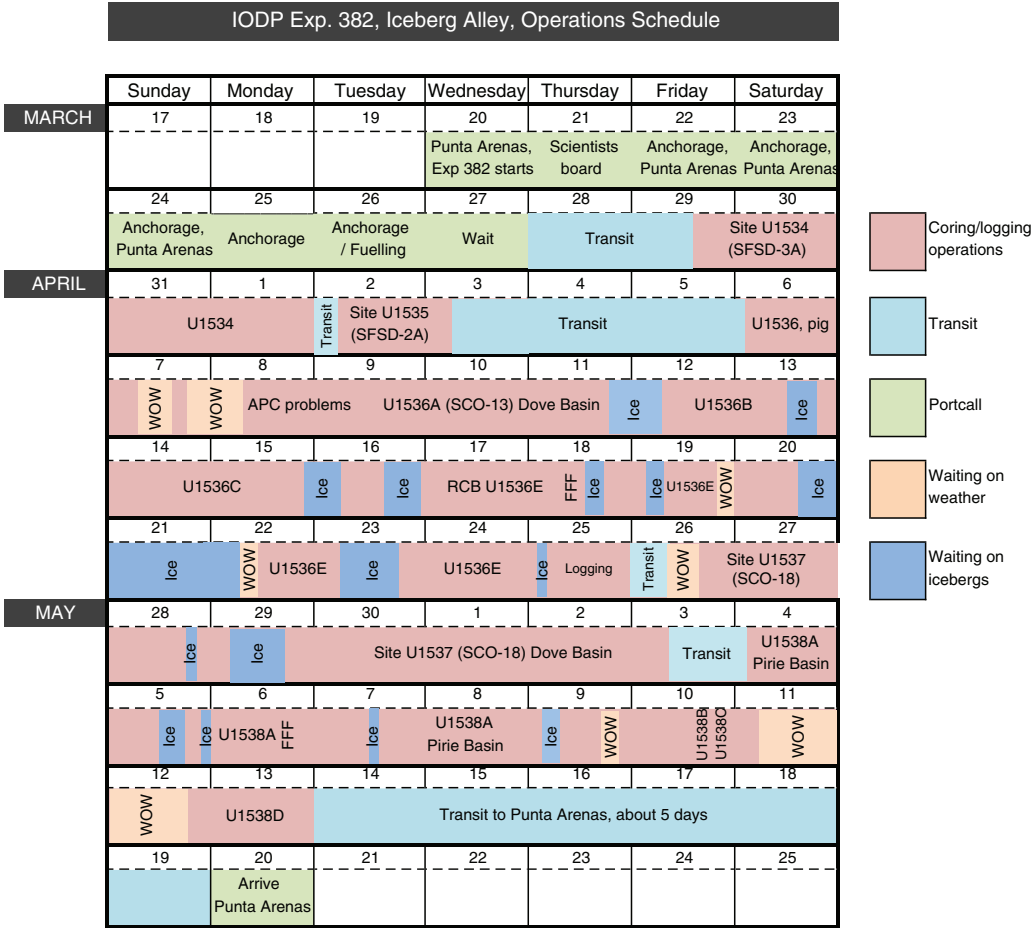 IODP Exp. 382, Iceberg Alley, Operations Schedule
Sunday Monday Tuesday Wednesday Thursday Friday Saturday
MARCH 17 18 19 20 21 22 23
Punta Arenas, Scientists Anchorage, Anchorage,
Exp 382 starts board Punta Arenas Punta Arenas
24 25 26 27 28 29 30
Anchorage, Anchorage Anchorage Wait Transit Site U1534
Punta Arenas / Fuelling (SFSD-3A)
APRIL 31 1 2 3 4 5 6
U1534 Transit Site U1535 Transit U1536, pig
(SFSD-2A)
7 8 9 10 11 12 13
WOW WOW APC problems U1536A (SCO-13) Dove Basin Ice U1536B Ice
14 15 16 17 18 19 20
U1536C Ice Ice RCB U1536E FFF Ice Ice U1536E WOW Ice
21 22 23 24 25 26 27
Ice WOW U1536E Ice U1536E Ice Logging Transit WOW Site U1537
(SCO-18)
MAY 28 29 30 1 2 3 4
Ice Ice Site U1537 (SCO-18) Dove Basin Transit U1538A
Pirie Basin
5 6 7 8 9 10 11
Ice Ice U1538A FFF Ice U1538A Ice WOW U1538B U1538C WOW
Pirie Basin
12 13 14 15 16 17 18
WOW U1538D Transit to Punta Arenas, about 5 days
19 20 21 22 23 24 25
Arrive
Punta Arenas
Coring/logging
operations
Transit
Portcall
Waiting on
weather
Waiting on
icebergs